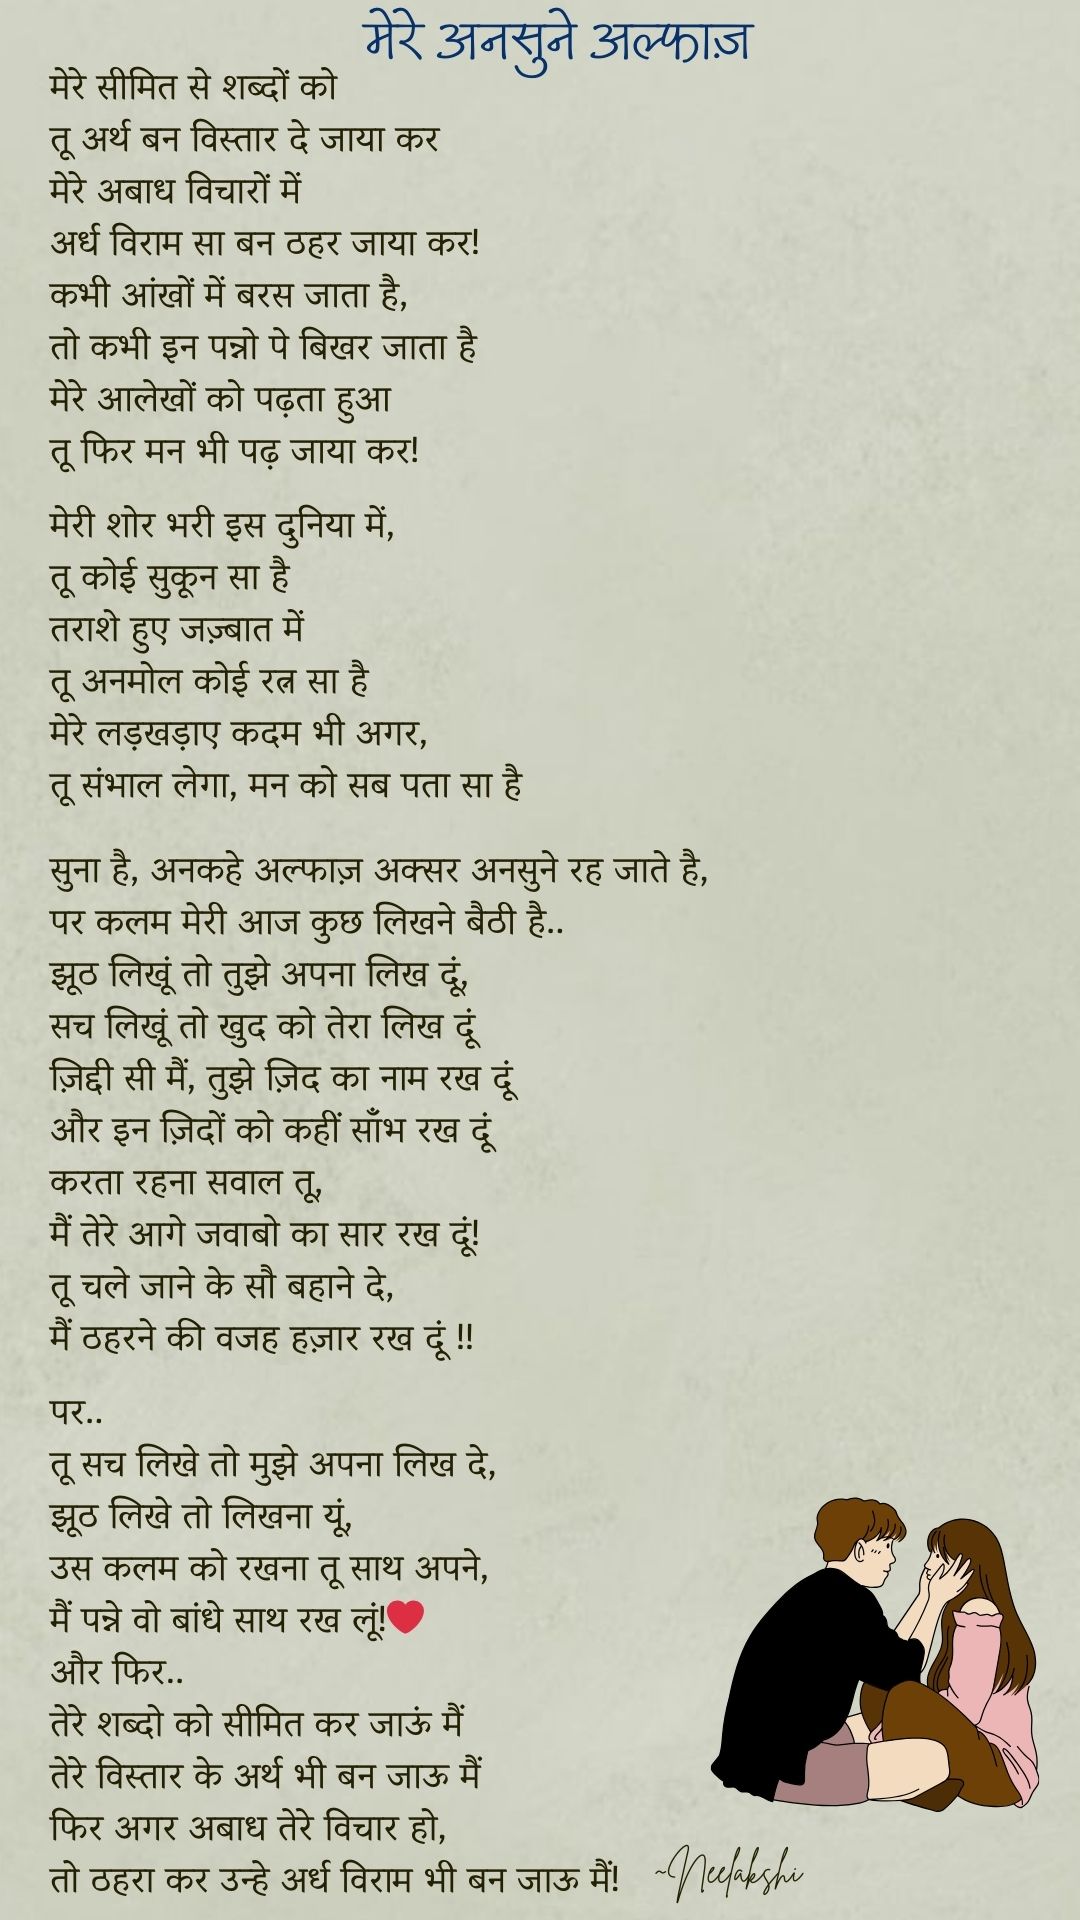 मेरे अनसुने अल्फाज़
मेरे सीमित से शब्दों को
तू अर्थ बन विस्तार दे जाया कर
मेरे अबाध विचारों में
अर्ध विराम सा बन ठहर जाया कर!
कभी आंखों में बरस जाता है,
तो कभी इन पन्नो पे बिखर जाता है
मेरे आलेखों को पढ़ता हुआ
तू फिर मन भी पढ़ जाया कर!
मेरी शोर भरी इस दुनिया में,
तू कोई सुकून सा है
तराशे हुए जज़्बात में
तू अनमोल कोई रत्न सा है
मेरे लड़खड़ाए कदम भी अगर,
तू संभाल लेगा, मन को सब पता सा है
सुना है, अनकहे अल्फाज़ अक्सर अनसुने रह जाते है,
पर कलम मेरी आज कुछ लिखने बैठी है..
झूठ लिखूं तो तुझे अपना लिख दूं,
सच लिखूं तो खुद को तेरा लिख दूं
ज़िद्दी सी मैं, तुझे ज़िद का नाम रख दूं
और इन ज़िदों को कहीं साँभ रख दूं
करता रहना सवाल तू,
मैं तेरे आगे जवाबो का सार रख दूं!
तू चले जाने के सौ बहाने दे,
मैं ठहरने की वजह हज़ार रख दूं !!
पर..
तू सच लिखे तो मुझे अपना लिख दे,
झूठ लिखे तो लिखना यूं,
उस कलम को रखना तू साथ अपने,
मैं पन्ने वो बांधे साथ रख लूं!❤
और फिर..
तेरे शब्दो को सीमित कर जाऊं मैं
तेरे विस्तार के अर्थ भी बन जाऊ मैं
फिर अगर अबाध तेरे विचार हो,
तो ठहरा कर उन्हे अर्ध विराम भी बन जाऊ मैं!
~Neelakshi